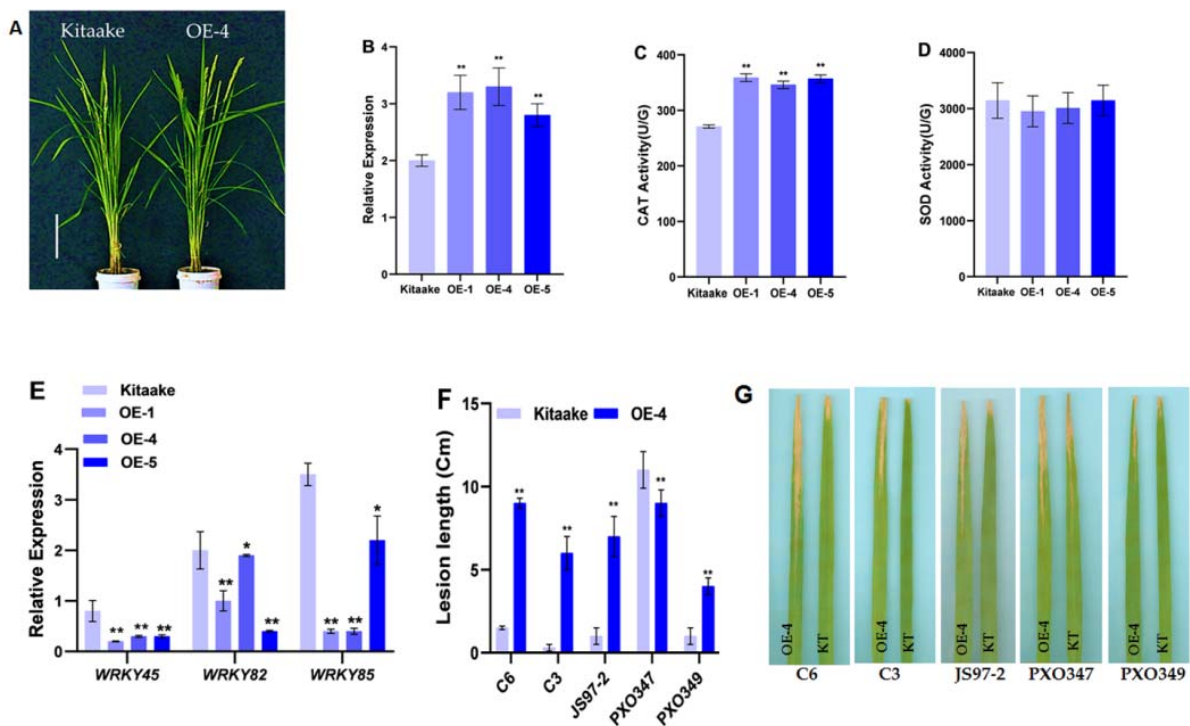 A
Kitaake
OE-4
B
Relative Expression
4
3
2
1
0
**
**
**
Kitaake
OE-1
OE-4
OE-5
C
CAT Activity(U/G)
450
360
270
180
90
0
**
**
**
Kitaake
OE-1
OE-4
OE-5
D
SOD Activity(U/G)
4000
3000
2000
1000
0
Kitaake
OE-1
OE-4
OE-5
E
Kitaake
OE-1
OE-4
OE-5
Relative Expression
4
3
2
1
0
**
**
**
**
*
**
**
**
*
WRKY45
WRKY82
WRKY85
F
Kitaake
OE-4
Lesion length (Cm)
15
10
5
0
**
**
**
**
**
C6
C3
JS97-2
PXO347
PXO349
G
OE-4
KT
OE-4
KT
OE-4
KT
OE-4
KT
OE-4
KT
C6
C3
JS97-2
PXO347
PXO349